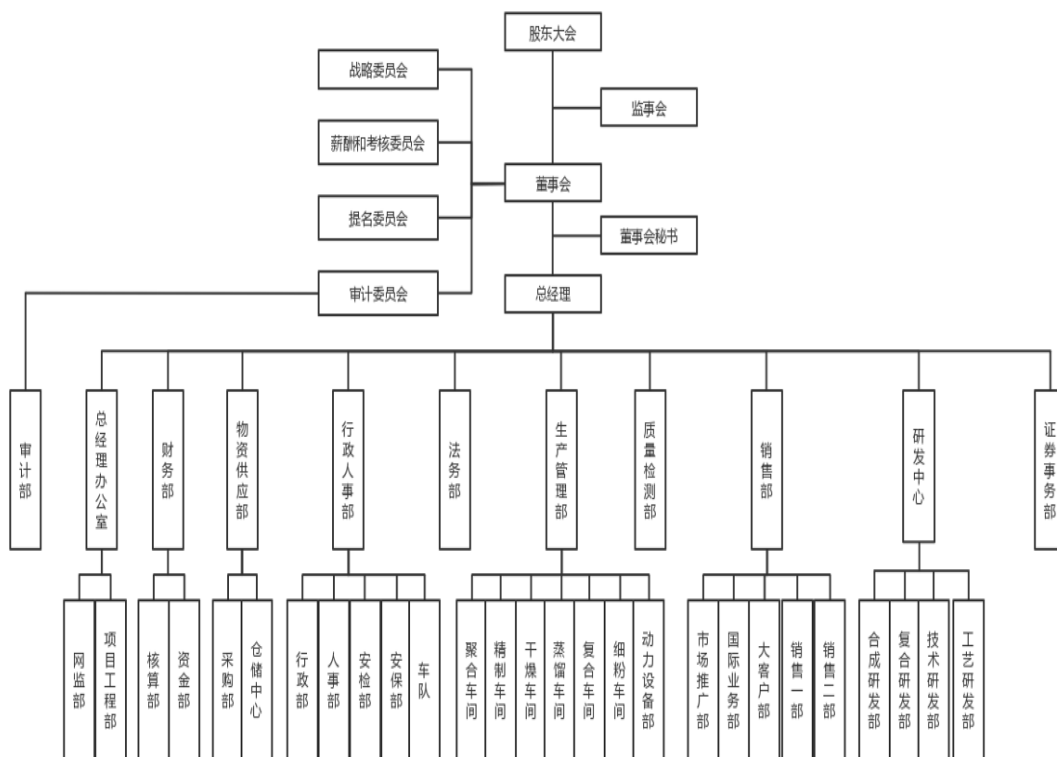 股东大会
战略委员会
监事会
薪酬和考核委员会
董事会
提名委员会
董事会秘书
审计委员会
总经理
审计部
总经理办公室
财务部
物资供应部
行政人事部
法务部
生产管理部
质量检测部
销售部
研发中心
证券事务部
网监部
项目工程部
核算部
资金部
采购部
仓储中心
行政部
人事部
安检部
安保部
车队
聚合车间
精制车间
干燥车间
蒸馏车间
复合车间
细粉车间
动力设备部
市场推广部
国际业务部
大客户部
销售一部
销售二部
合成研发部
复合研发部
技术研发部
工艺研发部